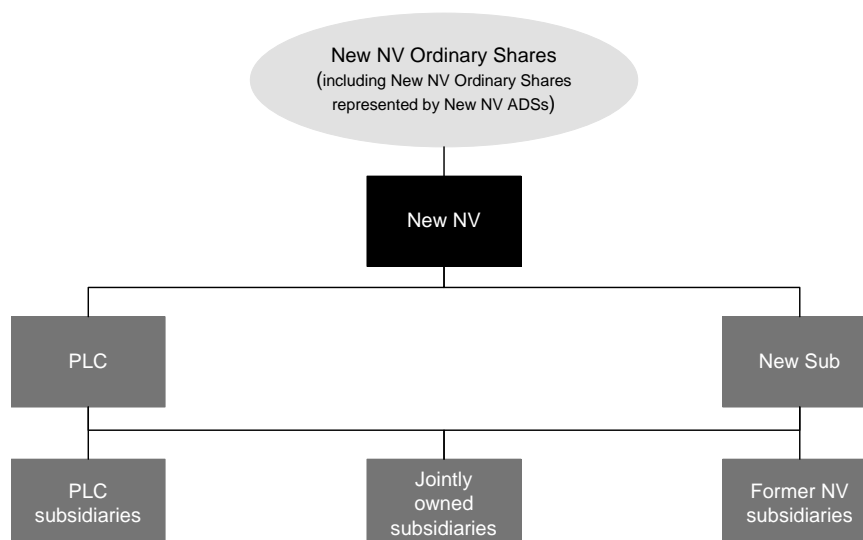 New NV Ordinary Shares
(including New NV Ordinary Shares
represented by New NV ADSs)
New NV
PLC
New Sub
PLC
subsidiaries
Jointly
owned
subsidiaries
Former NV
subsidiaries